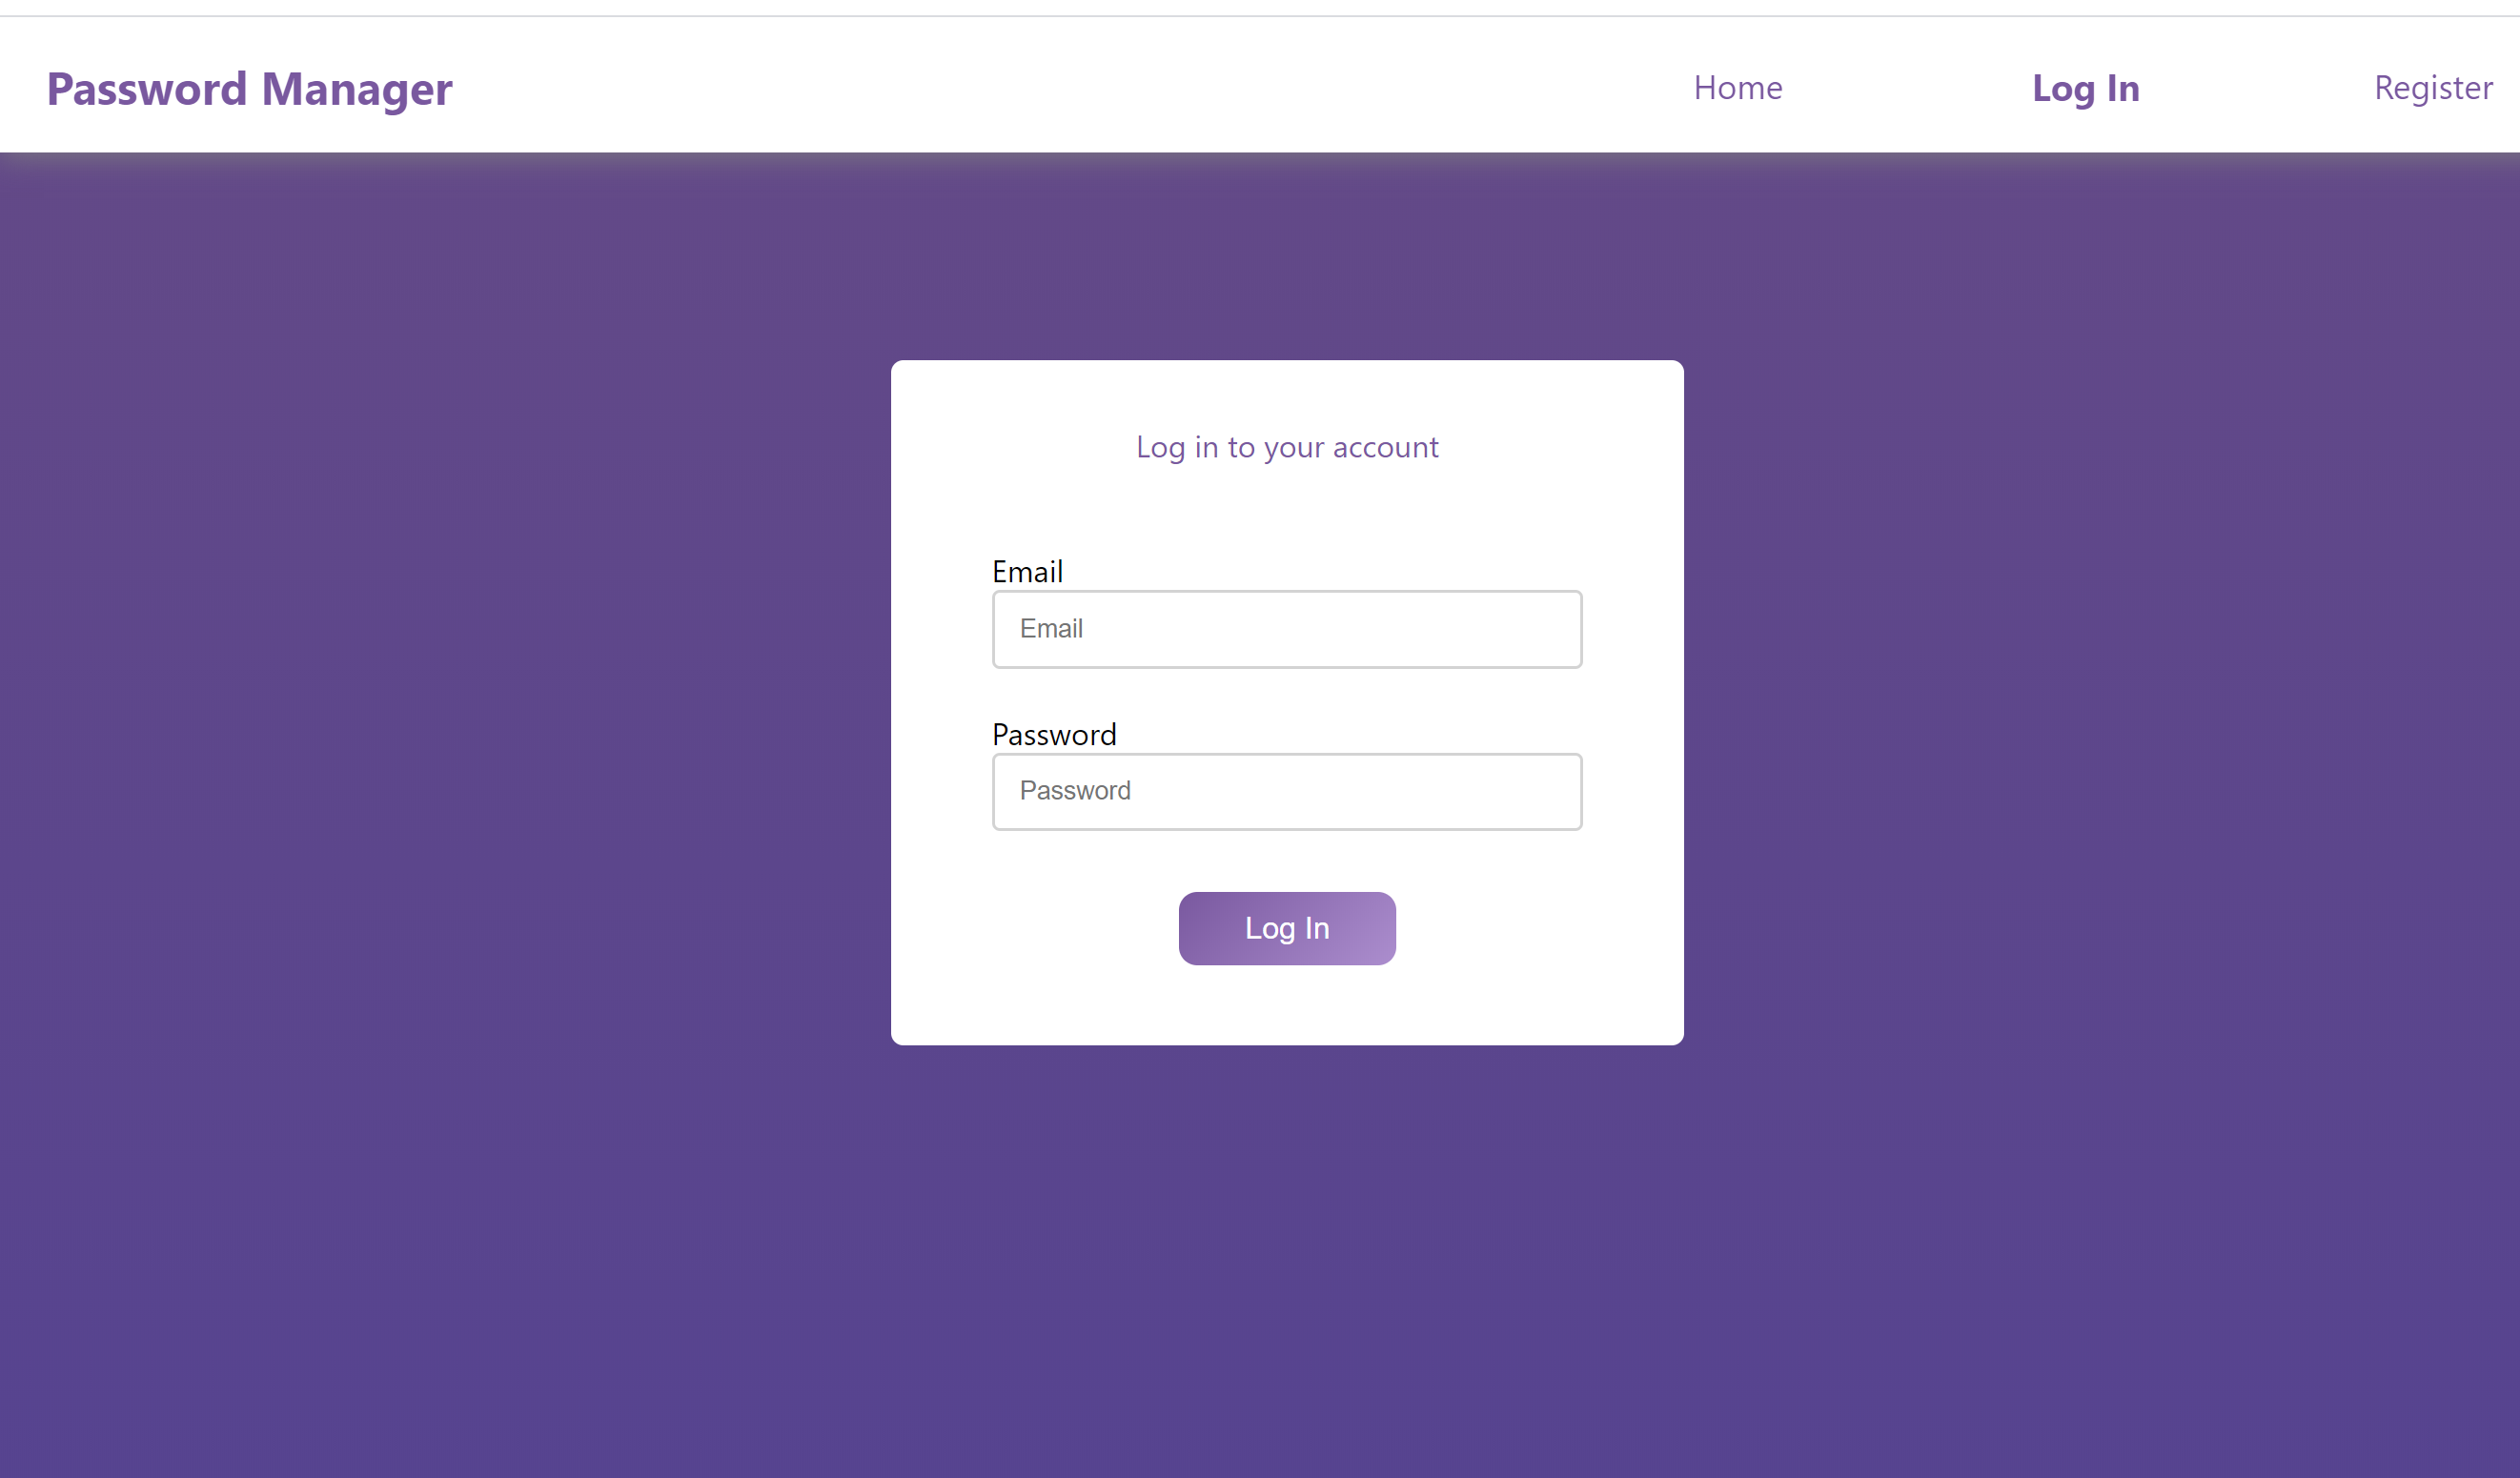 Password Manager
Home
Log In
Register
Log in to your account
Email
Email
Password
Password
Log In